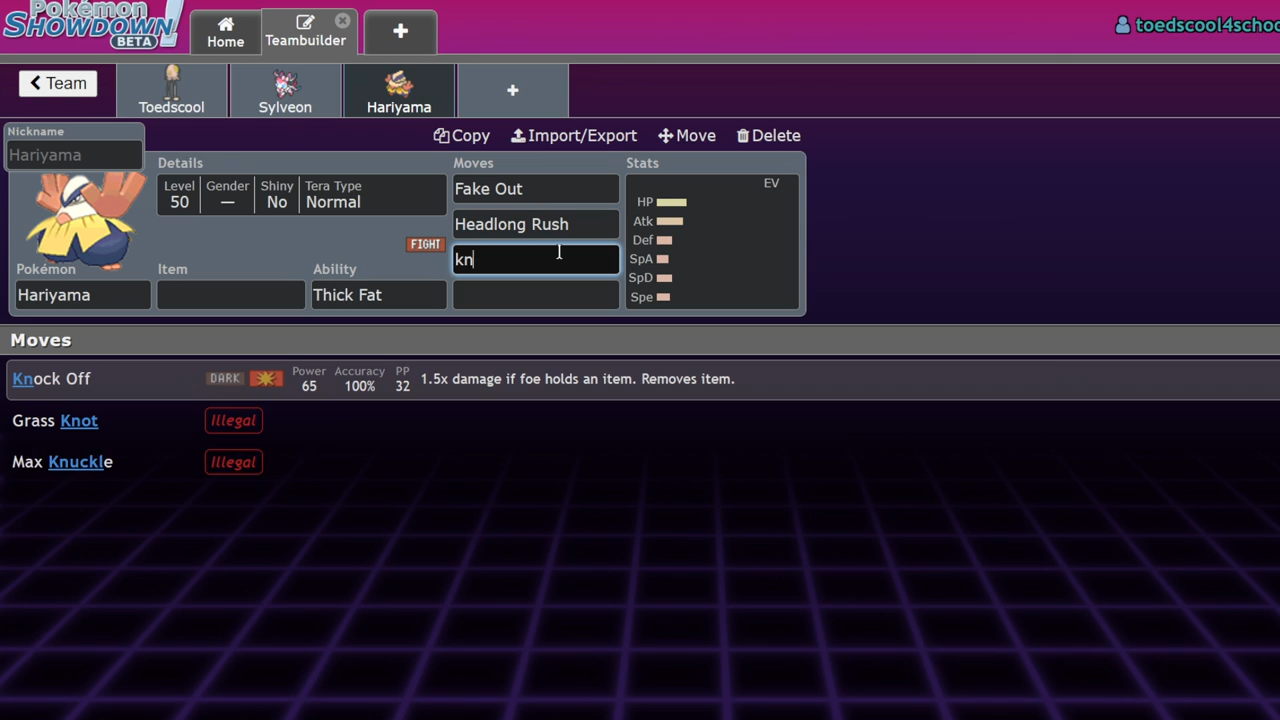 Pokémon
SHOWDOWN!
BETA
Home
Teambuilder
+
toedscool4schoo
Team
Toedscool
Sylveon
Hariyama
+
Nickname
Hariyama
Copy
Import/Export
Move
Delete
Details
Level
50
Gender
—
Shiny
No
Tera Type
Normal
FIGHT
Pokémon
Hariyama
Item
Ability
Thick Fat
Moves
Fake Out
Headlong Rush
kn
Stats
EV
HP
Atk
Def
SpA
SpD
Spe
Moves
Knock Off DARK Power 65 Accuracy 100% PP 32 1.5x damage if foe holds an item. Removes item.
Grass Knot Illegal
Max Knuckle Illegal